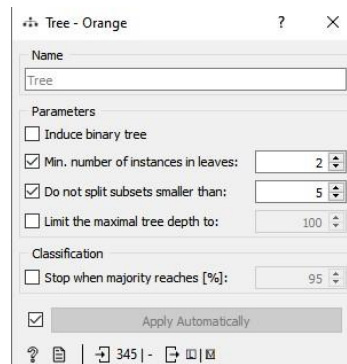 Tree - Orange ? ×
Name
Tree
Parameters
Induce binary tree
Min. number of instances in leaves: 2
Do not split subsets smaller than: 5
Limit the maximal tree depth to: 100
Classification
Stop when majority reaches [%]: 95
Apply Automatically
? 345 | - |